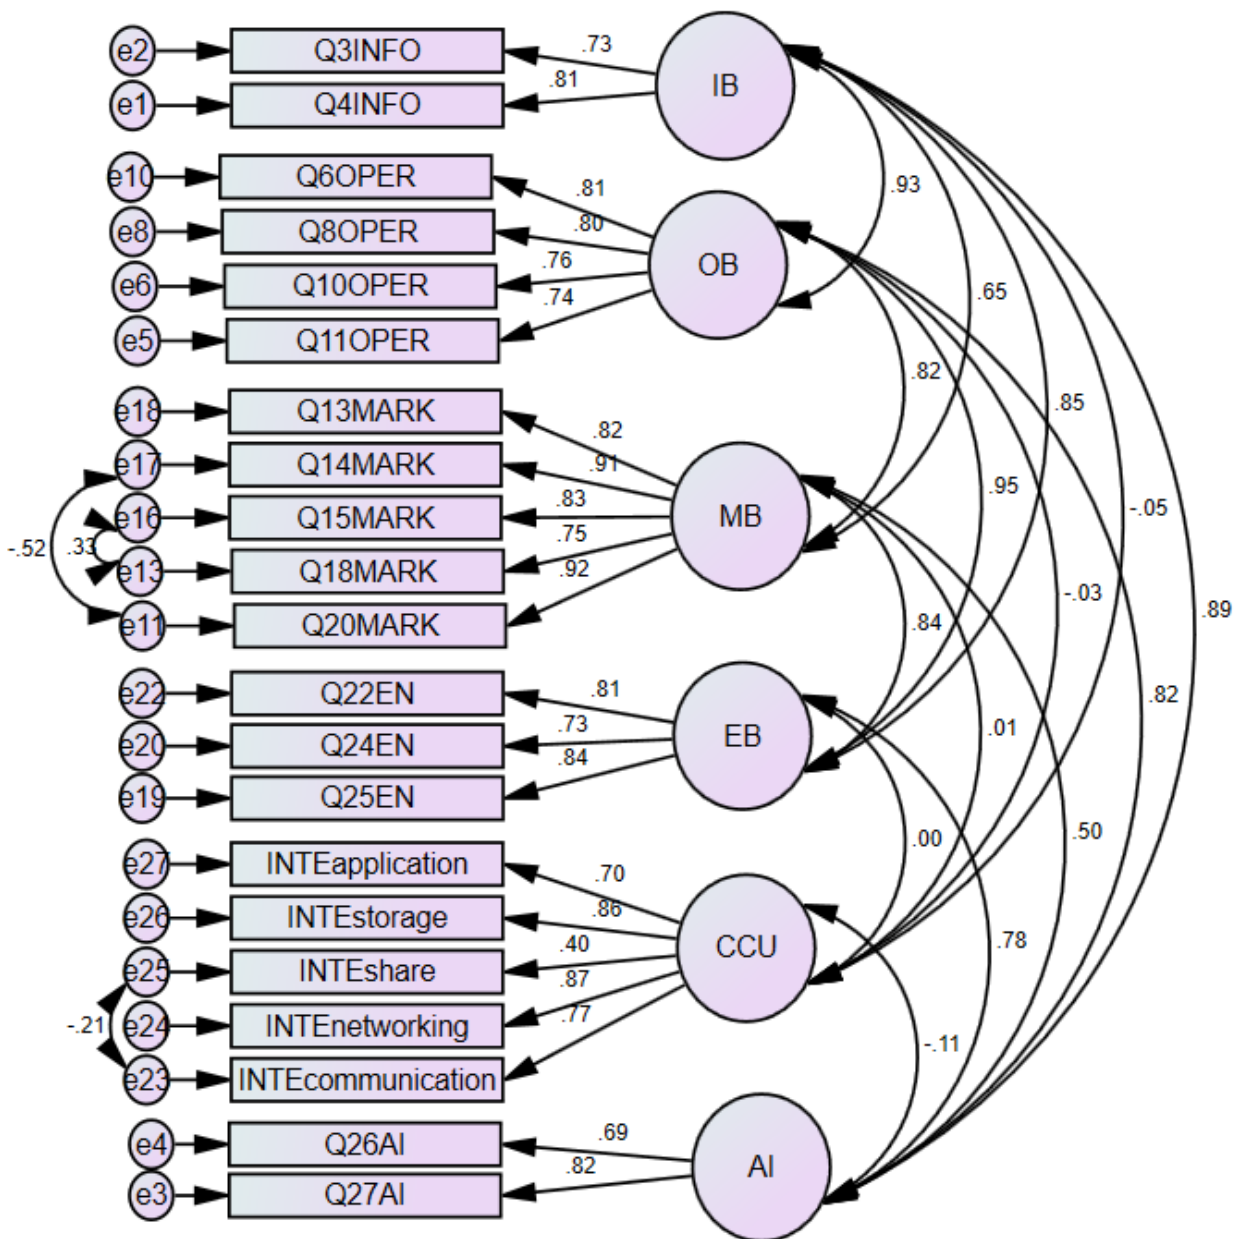 e2 Q3INFO .73 IB
e1 Q4INFO .81
e10 Q6OPER .81 .93
e8 Q8OPER .80 OB
e6 Q10OPER .76 .65
e5 Q11OPER .74
.82
e18 Q13MARK .82 .85
e17 Q14MARK .91
.95
e16 Q15MARK .83 MB -.05
-.52 .33
e13 Q18MARK .75
.92 -.03
e11 Q20MARK .84 .89
e22 Q22EN .81 .82
e20 Q24EN .73 EB .01
e19 Q25EN .84
.00 .50
e27 INTEapplication .70
e26 INTEstorage .86
e25 INTEshare .40 CCU .78
-.21
e24 INTEnetworking .87
.77 -.11
e23 INTEcommunication
e4 Q26AI .69
e3 Q27AI .82 AI